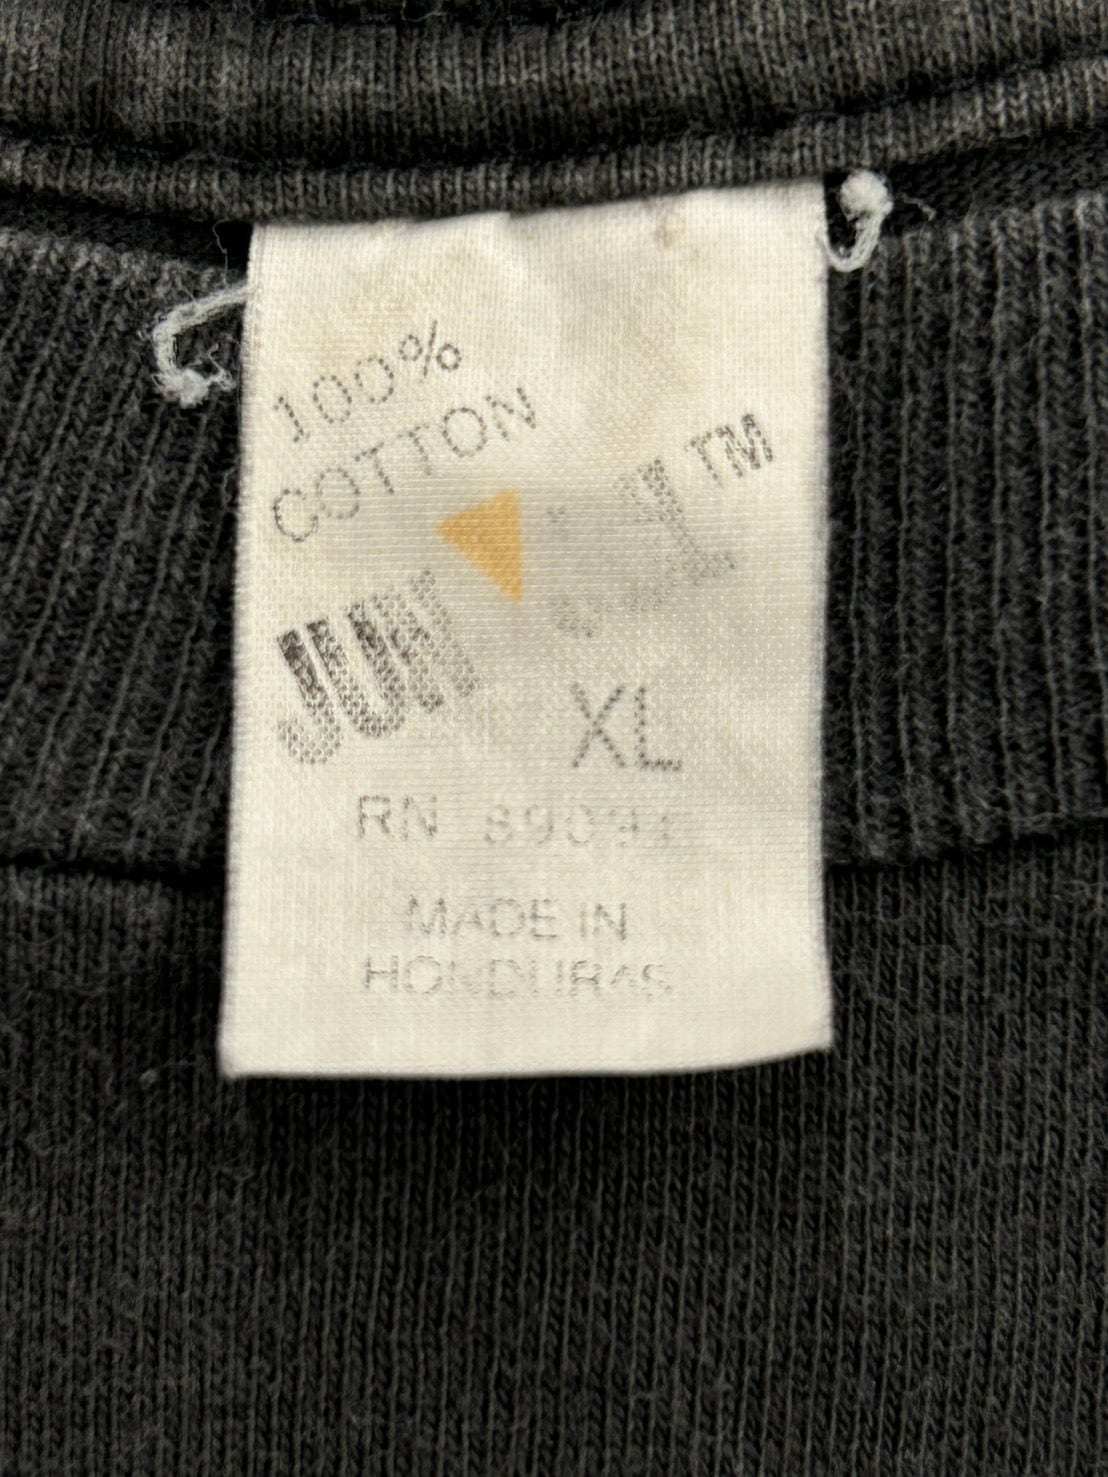 100%
COTTON
TM
XL
RN
MADE IN
HONDURAS